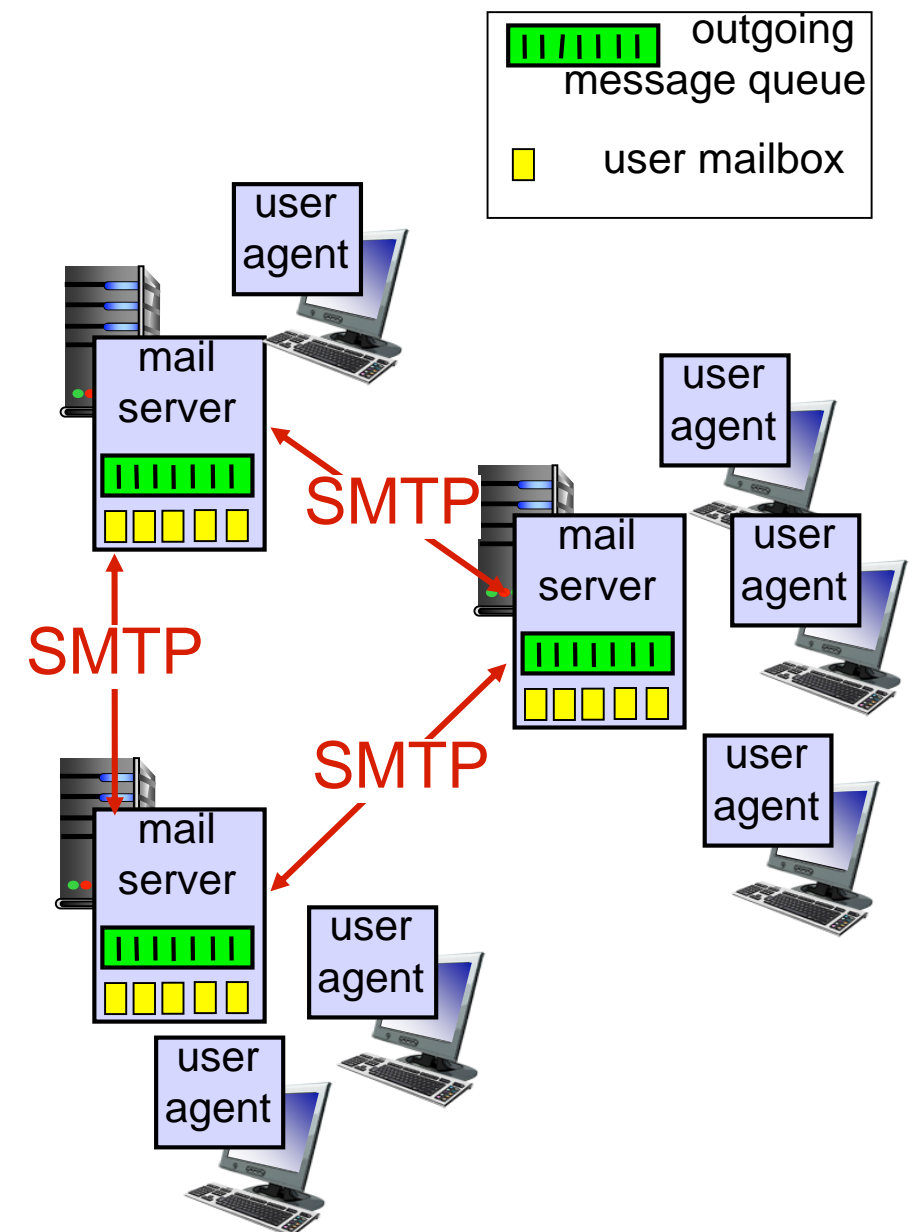 outgoing
message queue
user mailbox
user
agent
mail
server
user
agent
SMTP
mail
server
user
agent
SMTP
SMTP
user
agent
mail
server
user
agent
user
agent